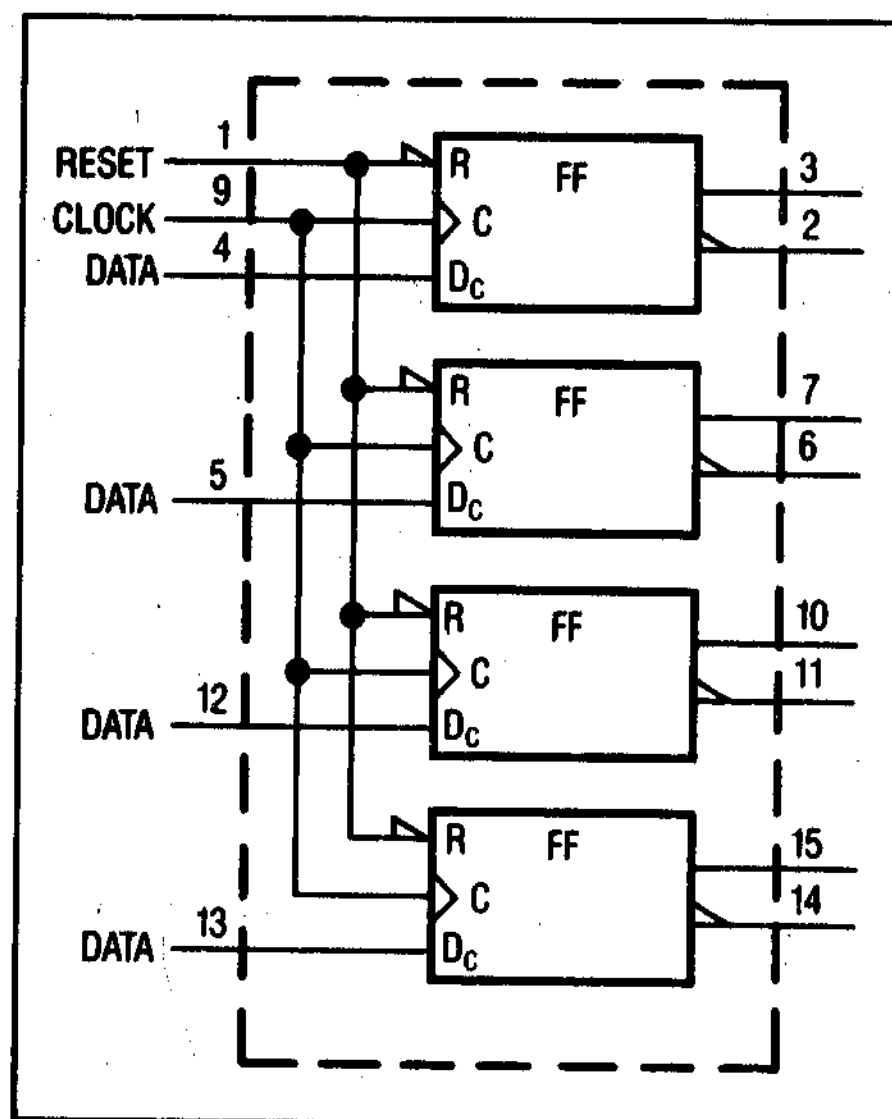 1
RESET R FF 3
9
CLOCK C 2
4
DATA DC
R FF 7
C 6
5
DATA DC
R FF 10
C 11
12
DATA DC
R FF 15
C 14
13
DATA DC